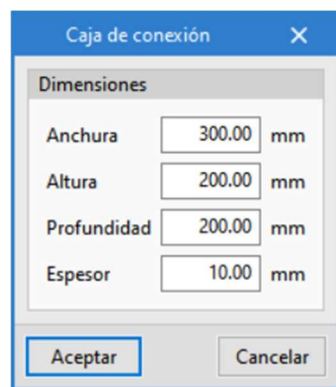 Caja de conexión
Dimensiones
Anchura 300.00 mm
Altura 200.00 mm
Profundidad 200.00 mm
Espesor 10.00 mm
Aceptar Cancelar